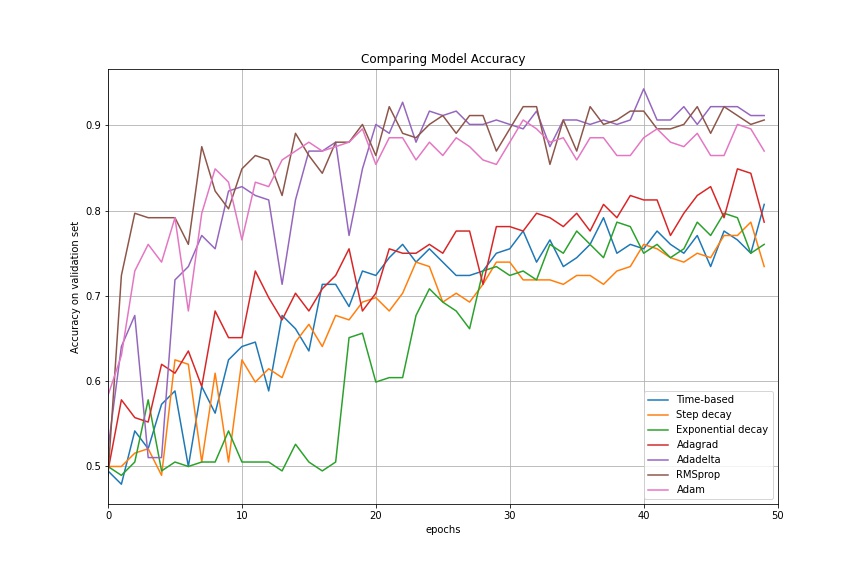 Comparing Model Accuracy
Accuracy on validation set
0.9
0.8
0.7
0.6
0.5
0
10
20
30
40
50
epochs
Time-based
Step decay
Exponential decay
Adagrad
Adadelta
RMSprop
Adam